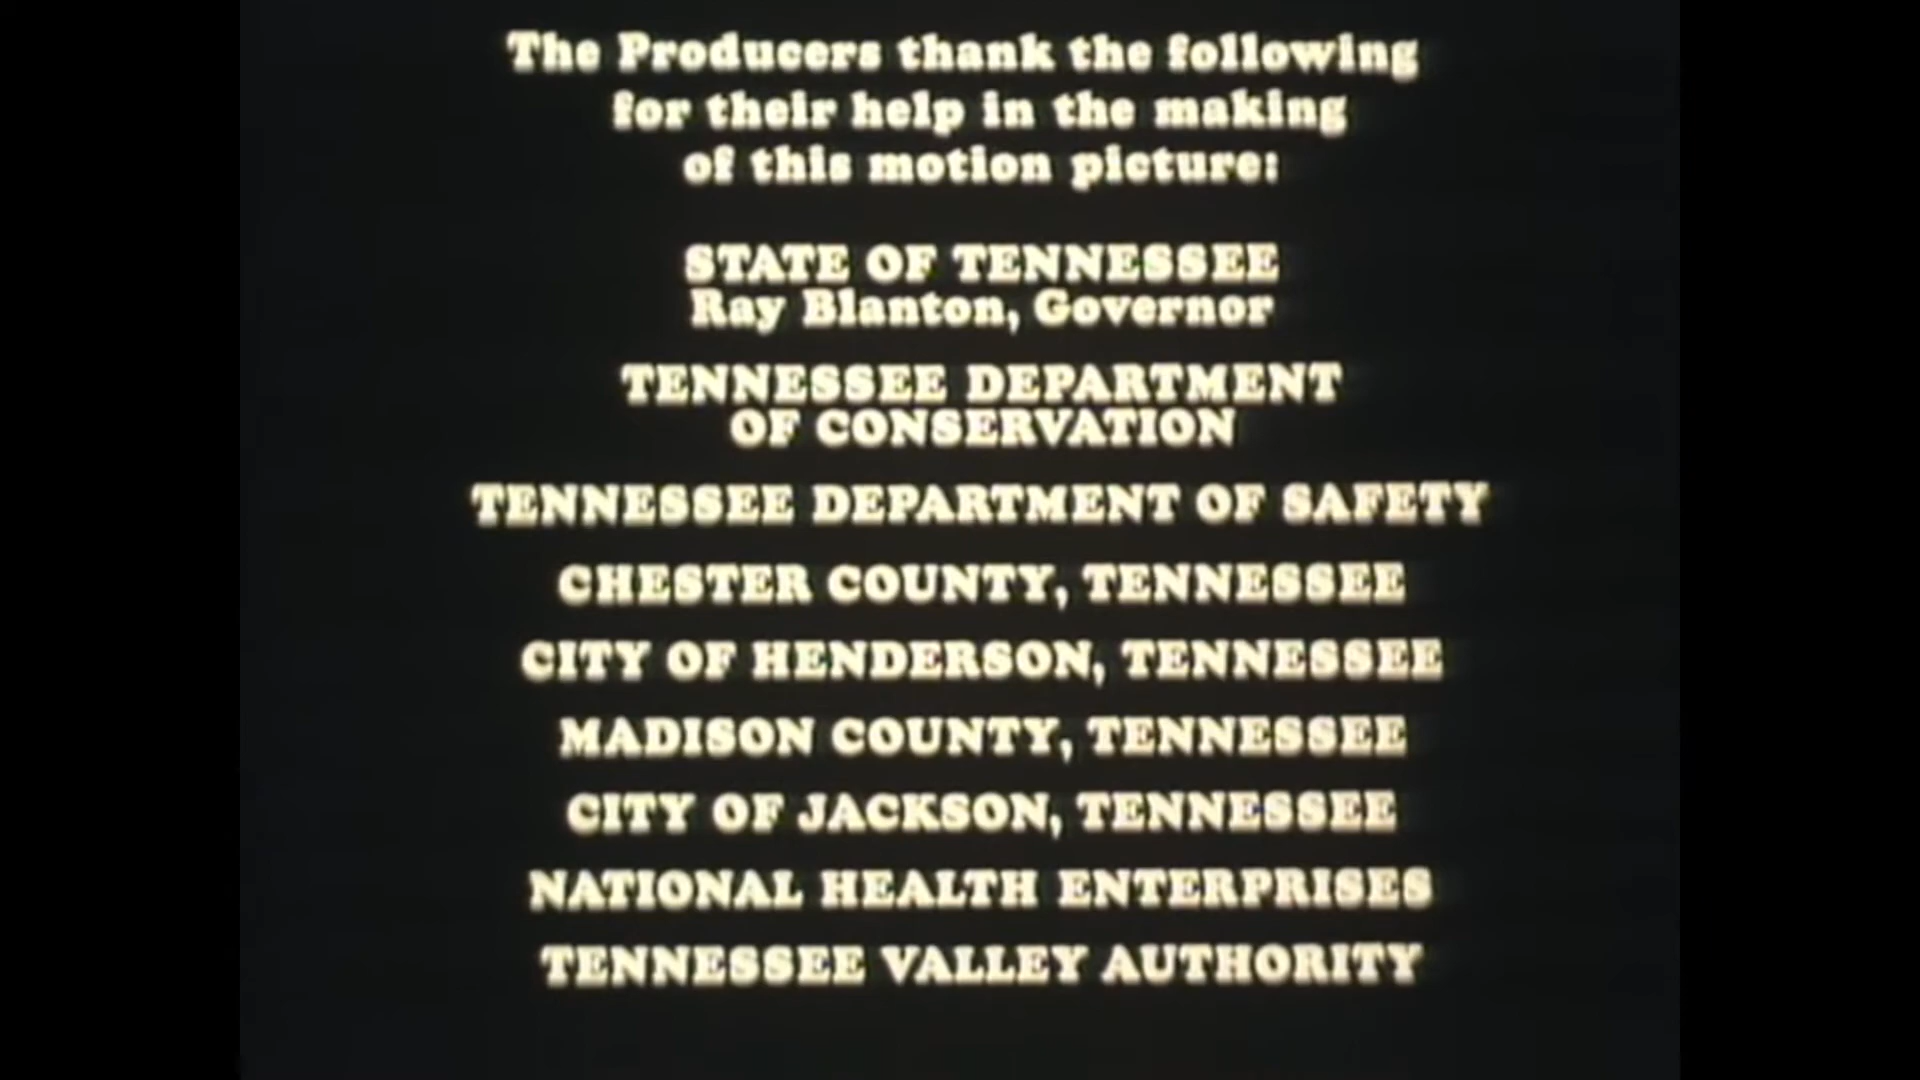 The Producers thank the following
for their help in the making
of this motion picture:
STATE OF TENNESSEE
Ray Blanton, Governor
TENNESSEE DEPARTMENT
OF CONSERVATION
TENNESSEE DEPARTMENT OF SAFETY
CHESTER COUNTY, TENNESSEE
CITY OF HENDERSON, TENNESSEE
MADISON COUNTY, TENNESSEE
CITY OF JACKSON, TENNESSEE
NATIONAL HEALTH ENTERPRISES
TENNESSEE VALLEY AUTHORITY